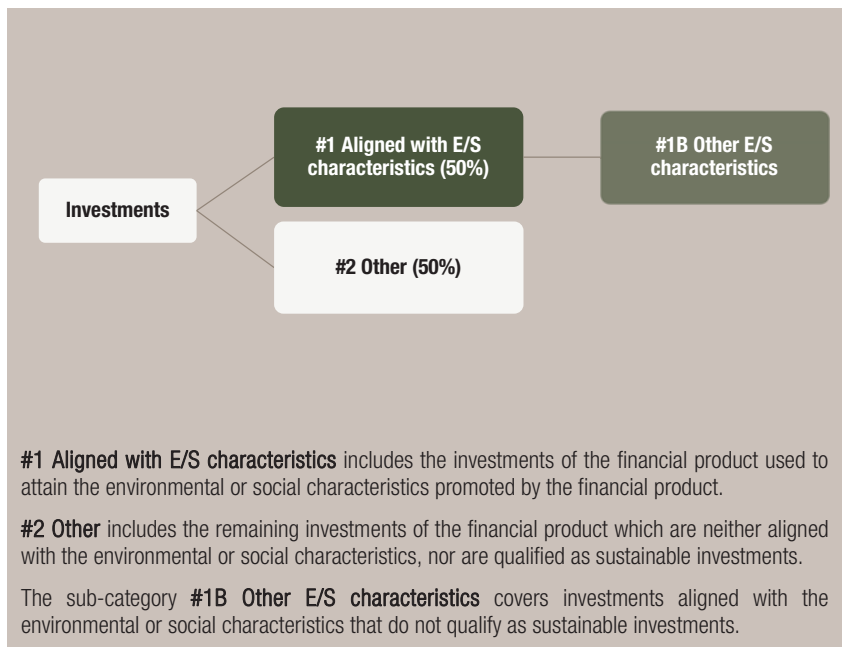 #1 Aligned with E/S
characteristics (50%)
#1B Other E/S
characteristics
Investments
#2 Other (50%)
#1 Aligned with E/S characteristics includes the investments of the financial product used to
attain the environmental or social characteristics promoted by the financial product.
#2 Other includes the remaining investments of the financial product which are neither aligned
with the environmental or social characteristics, nor are qualified as sustainable investments.
The sub-category #1B Other E/S characteristics covers investments aligned with the
environmental or social characteristics that do not qualify as sustainable investments.